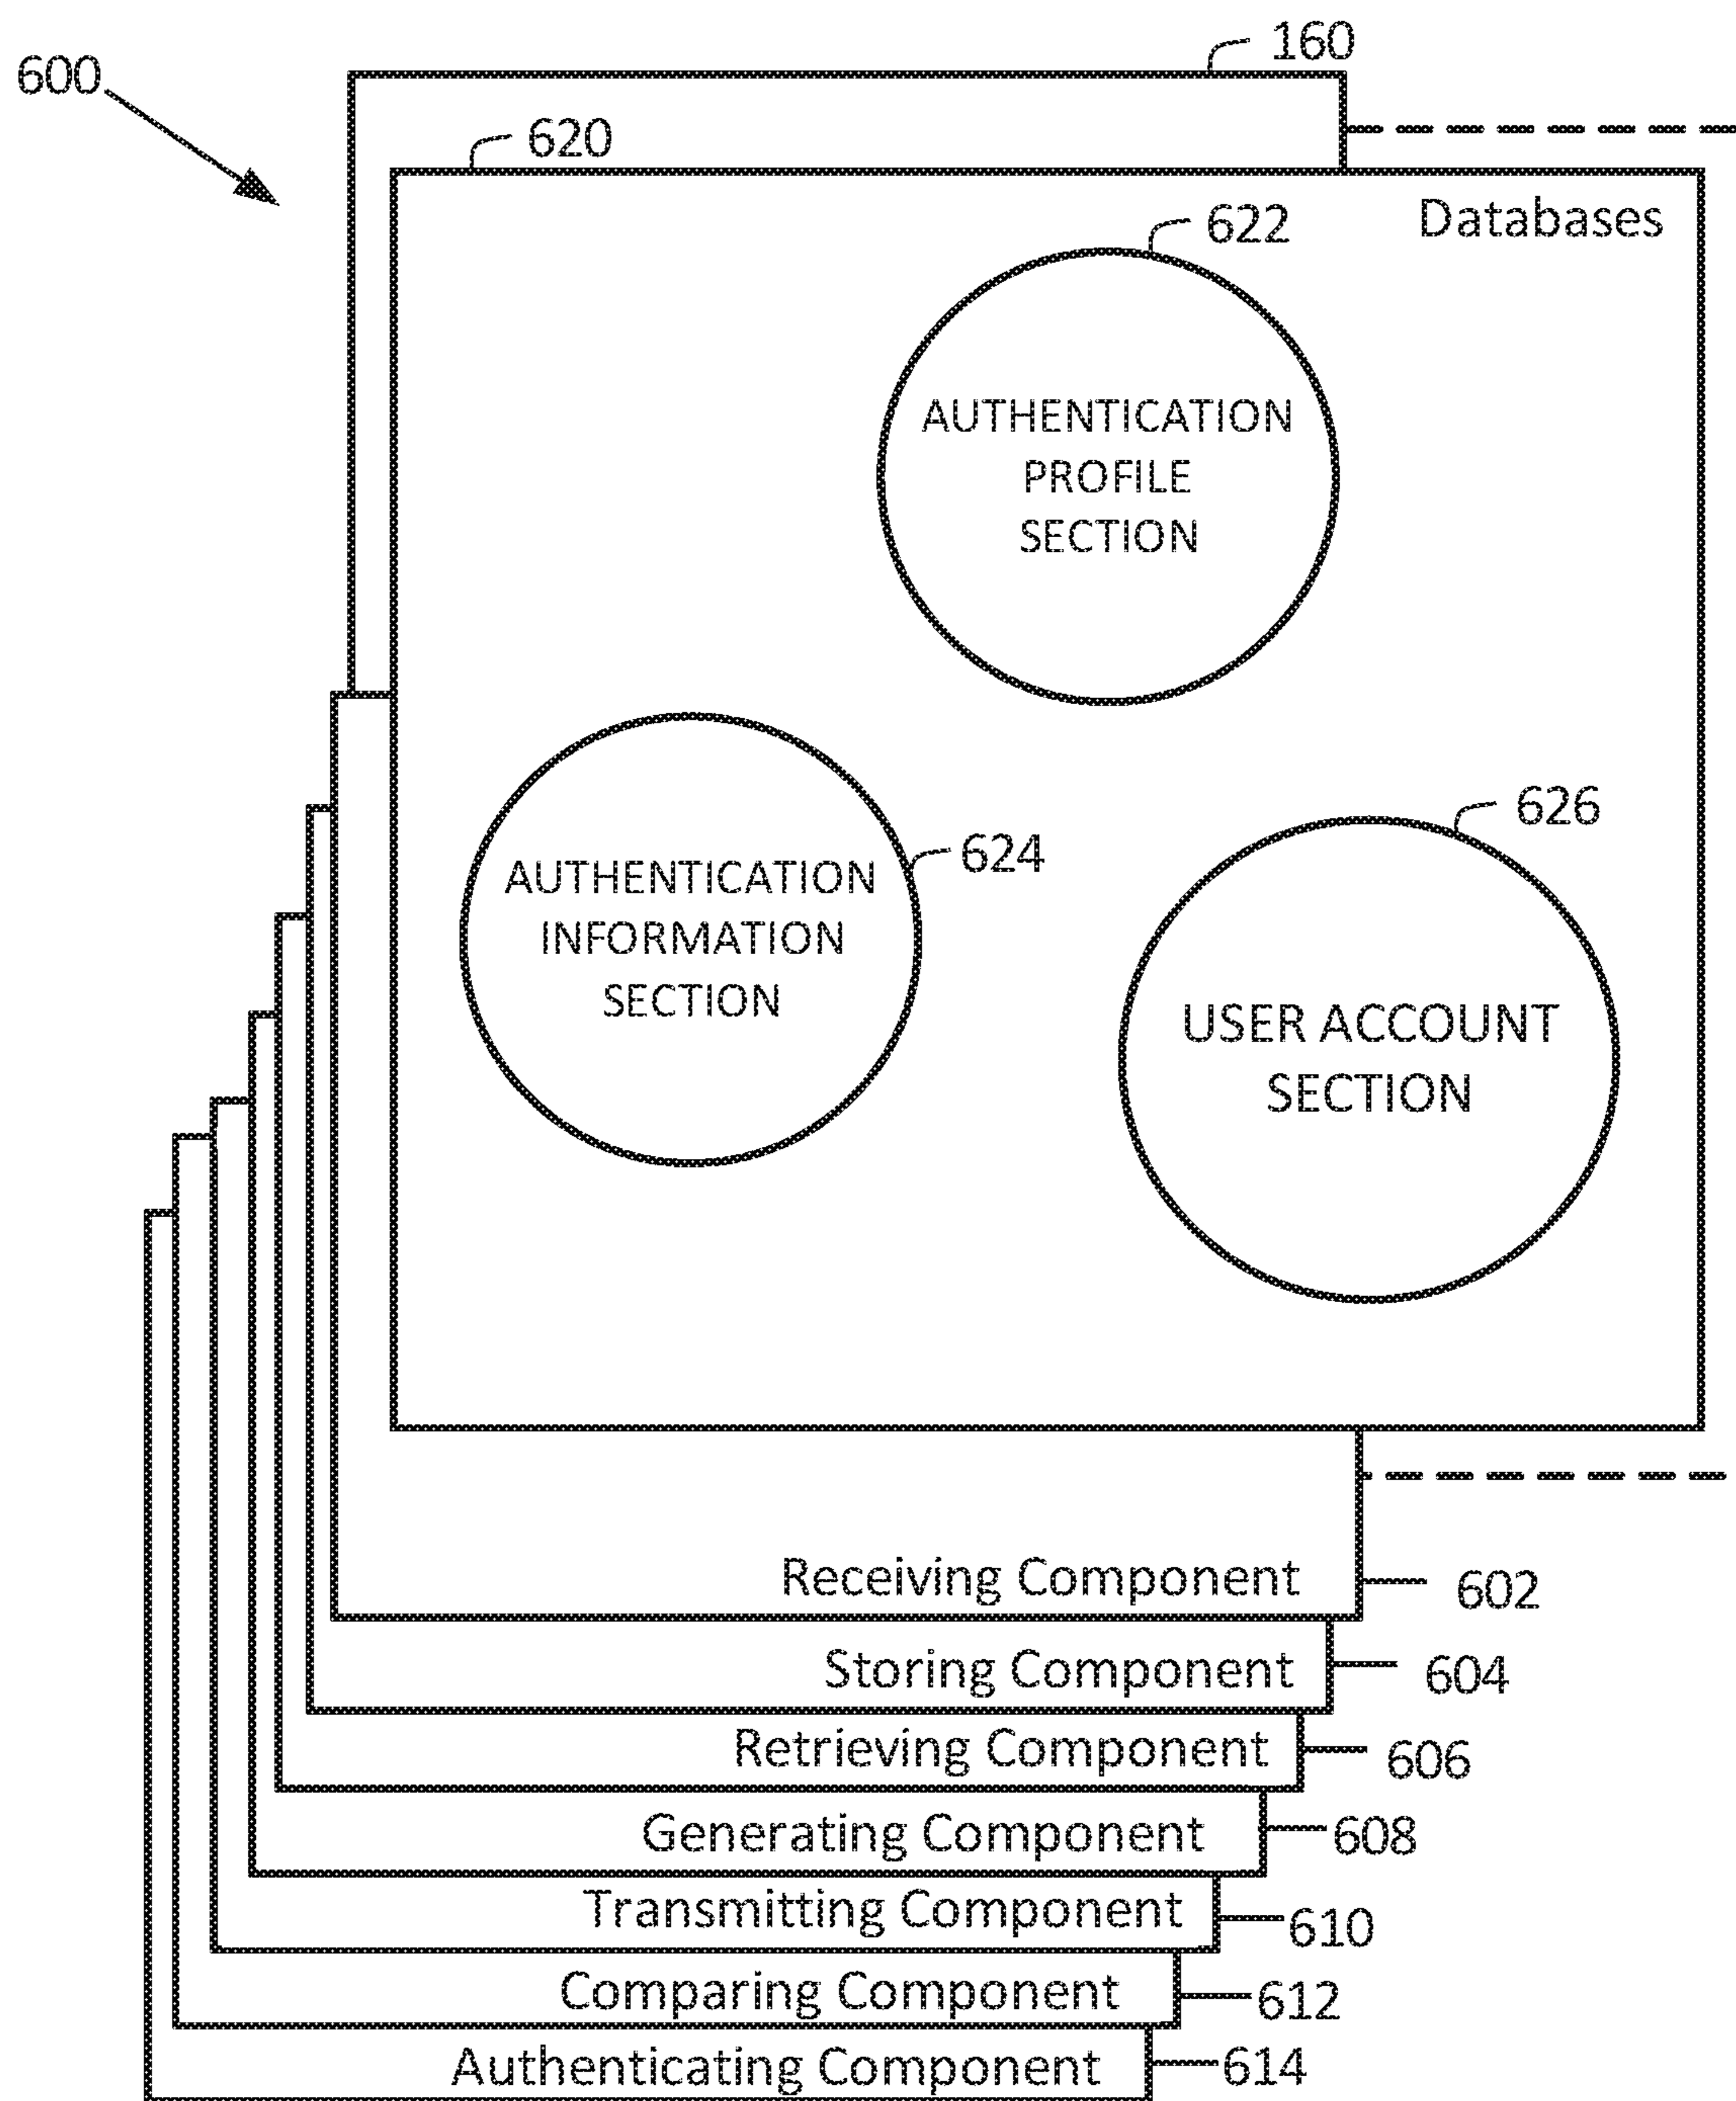 160
600
620
Databases
622
AUTHENTICATION
PROFILE
SECTION
626
624
AUTHENTICATION
INFORMATION
SECTION
USER ACCOUNT
SECTION
Receiving Component
602
Storing Component
604
Retrieving Component
606
Generating Component
608
Transmitting Component
610
Comparing Component
612
Authenticating Component
614